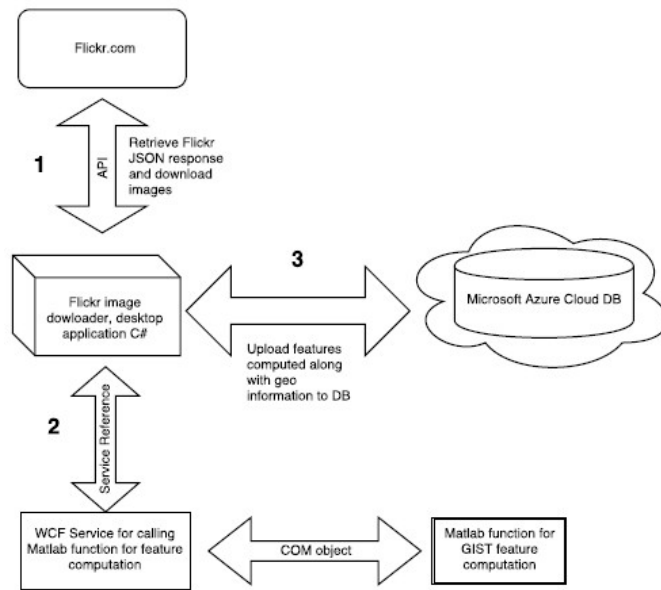 Flickr.com
1
API
Retrieve Flickr
JSON response
and download
images
Flickr image
dowloader, desktop
application C#
3
Upload features
computed along
with geo
information to DB
Microsoft Azure Cloud DB
2
Service Reference
WCF Service for calling
Matlab function for feature
computation
COM object
Matlab function for
GIST feature
computation